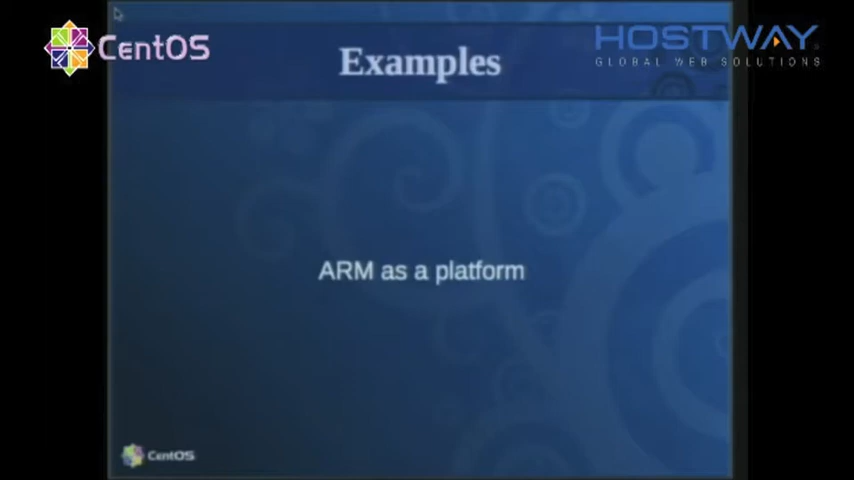 CentOS
HOSTWAY
GLOBAL WEB SOLUTIONS
Examples
ARM as a platform
CentOS